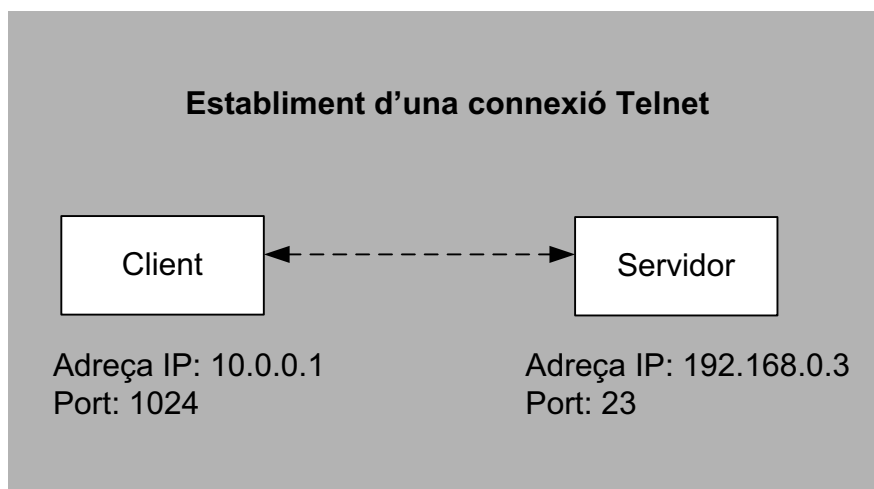 Establiment d’una connexió Telnet
Client
Servidor
Adreça IP: 10.0.0.1
Port: 1024
Adreça IP: 192.168.0.3
Port: 23